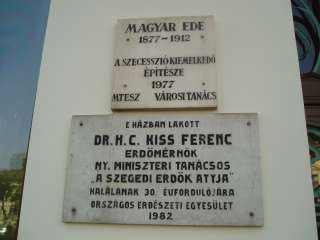 MAGYAR EDE
1877-1912
A SZECESSZIÓ KIEMELKEDŐ
ÉPÍTÉSZE
1977
MTESZ VÁROSI TANÁCS
E HÁZBAN LAKOTT
DR. H. C. KISS FERENC
ERDŐMÉRNÖK
NY. MINISZTERI TANÁCSOS
"A SZEGEDI ERDŐK ATYJA"
HALÁLÁNAK 30. ÉVFORDULÓJÁRA
ORSZÁGOS ERDÉSZETI EGYESÜLET
1982